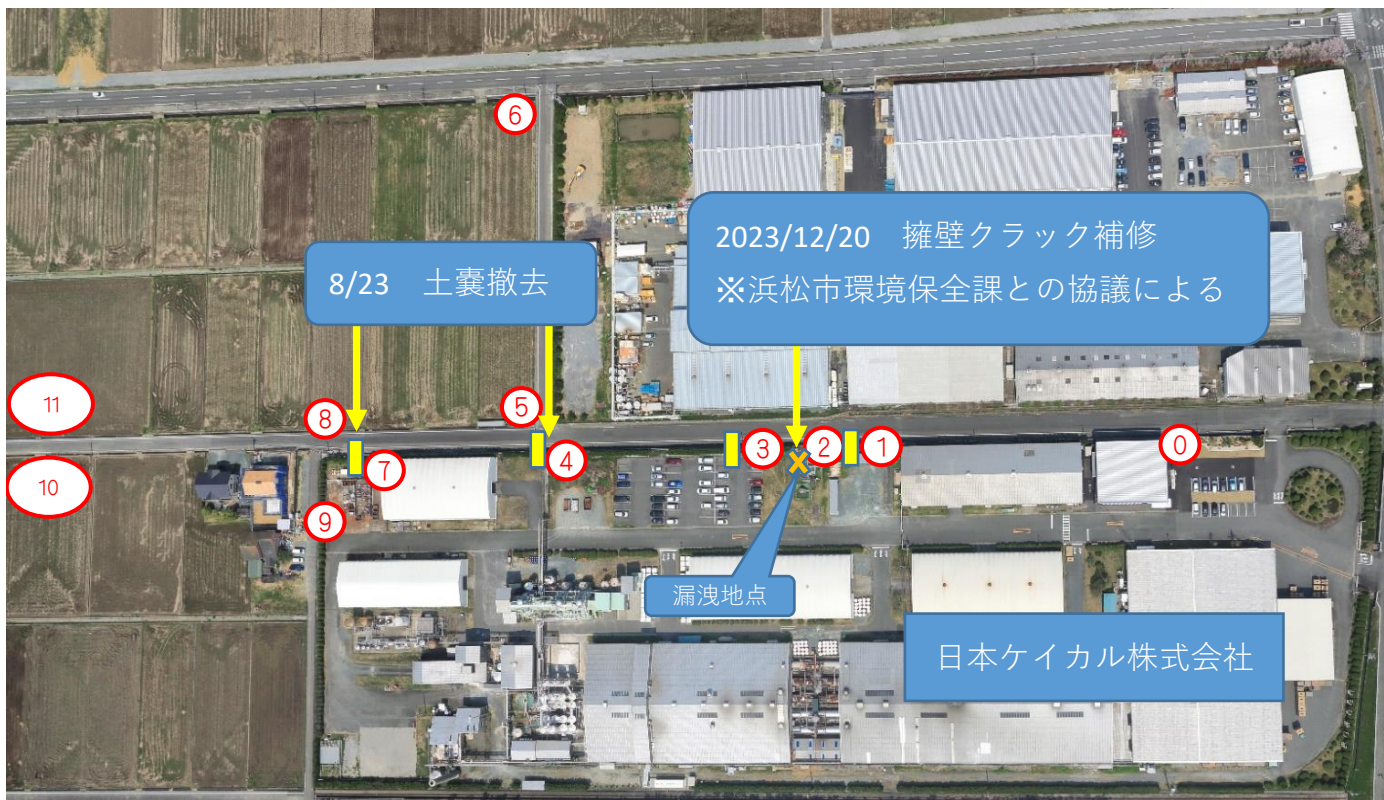 ⑥
2023/12/20 擁壁クラック補修
※浜松市環境保全課との協議による
8/23 土嚢撤去
11
⑧
⑤
⑦
④
③
②
①
⓪
10
⑨
漏洩地点
日本ケイカル株式会社